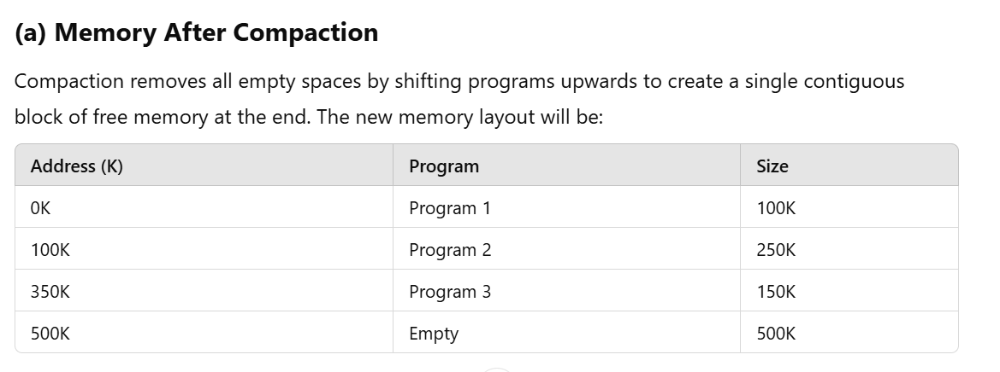 (a) Memory After Compaction
Compaction removes all empty spaces by shifting programs upwards to create a single contiguous
block of free memory at the end. The new memory layout will be:
Address (K) Program Size
0K Program 1 100K
100K Program 2 250K
350K Program 3 150K
500K Empty 500K